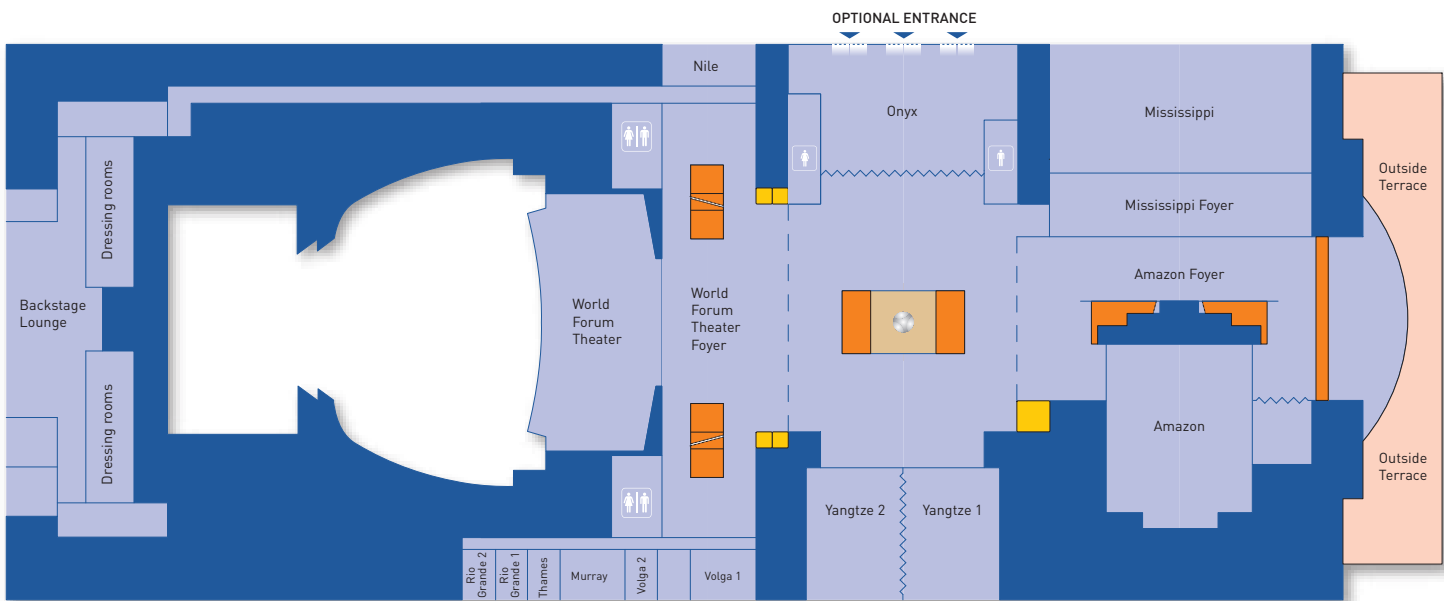 OPTIONAL ENTRANCE
Nile
Onyx
Mississippi
Outside
Terrace
Dressing rooms
Mississippi Foyer
Amazon Foyer
Backstage
Lounge
World
Forum
Theater
World
Forum
Theater
Foyer
Dressing rooms
Amazon
Outside
Terrace
Yangtze 2
Yangtze 1
Rio
Grande 2
Rio
Grande 1
Thames
Murray
Volga 2
Volga 1